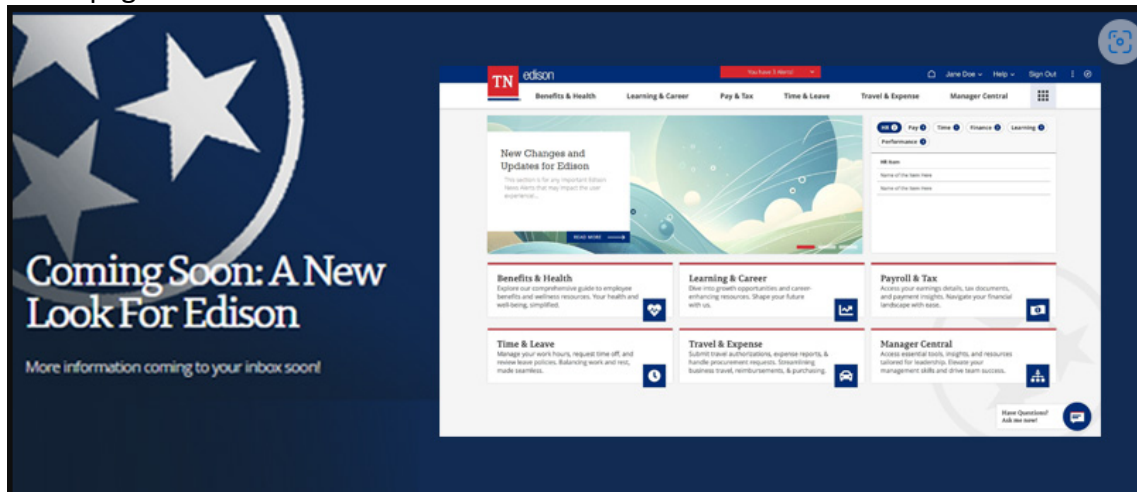 Coming Soon: A New
Look For Edison
More information coming to your inbox soon!
TN edison
You have 3 Alerts!
Jane Doe
Help
Sign Out
Benefits & Health
Learning & Career
Pay & Tax
Time & Leave
Travel & Expense
Manager Central
New Changes and
Updates for Edison
This section is for any important Edison
News Alerts that may impact the user
experience...
READ MORE
HR
Pay
Time
Finance
Learning
Performance
HR Item
Name of the Item Here
Name of the Item Here
Benefits & Health
Explore our comprehensive guide to employee
benefits and wellness resources. Your health and
well-being, simplified.
Learning & Career
Dive into growth opportunities and career-
enhancing resources. Shape your future
with us.
Payroll & Tax
Access your earnings details, tax documents,
and payment insights. Navigate your financial
landscape with ease.
Time & Leave
Manage your work hours, request time off, and
review leave policies. Balancing work and rest,
made seamless.
Travel & Expense
Submit travel authorizations, expense reports, &
handle procurement requests. Streamlining
business travel, reimbursements, & purchasing.
Manager Central
Access essential tools, insights, and resources
tailored for leadership. Elevate your
management skills and drive team success.
Have Questions?
Ask me now!